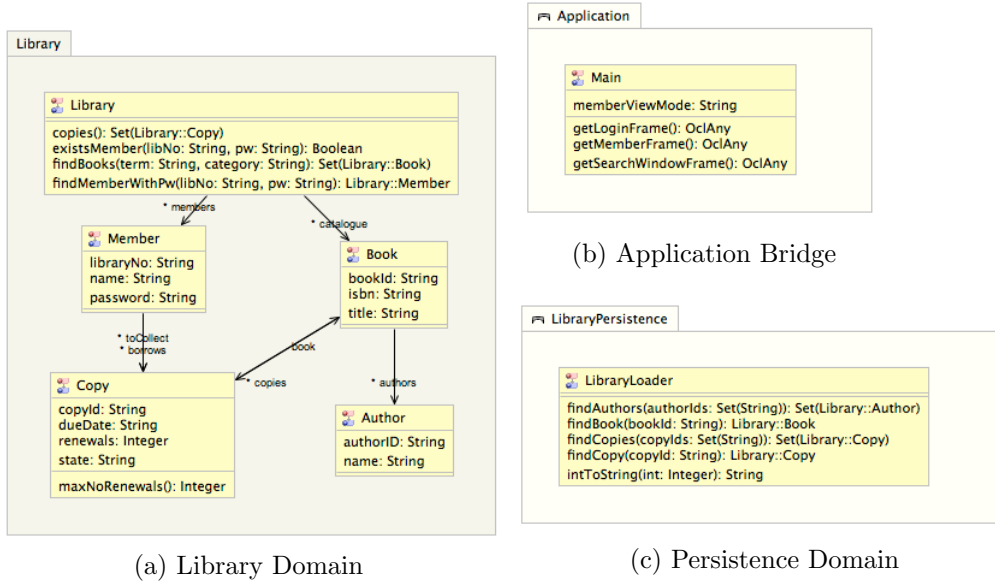 Library
Library
copies(): Set(Library::Copy)
existsMember(libNo: String, pw: String): Boolean
findBooks(term: String, category: String): Set(Library::Book)
findMemberWithPw(libNo: String, pw: String): Library::Member
* members
* catalogue
Member
libraryNo: String
name: String
password: String
Book
bookId: String
isbn: String
title: String
* toCollect
* borrows
book
* copies
* authors
Copy
copyId: String
dueDate: String
renewals: Integer
state: String
maxNoRenewals(): Integer
Author
authorID: String
name: String
(a) Library Domain
Application
Main
memberViewMode: String
getLoginFrame(): OclAny
getMemberFrame(): OclAny
getSearchWindowFrame(): OclAny
(b) Application Bridge
LibraryPersistence
LibraryLoader
findAuthors(authorIds: Set(String)): Set(Library::Author)
findBook(bookId: String): Library::Book
findCopies(copyIds: Set(String)): Set(Library::Copy)
findCopy(copyId: String): Library::Copy
intToString(int: Integer): String
(c) Persistence Domain